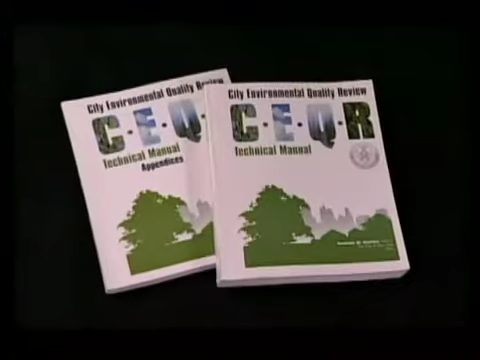 City Environmental Quality Review
C·E·Q
Technical Manual
Appendices
City Environmental Quality Review
C·E·Q·R
Technical Manual